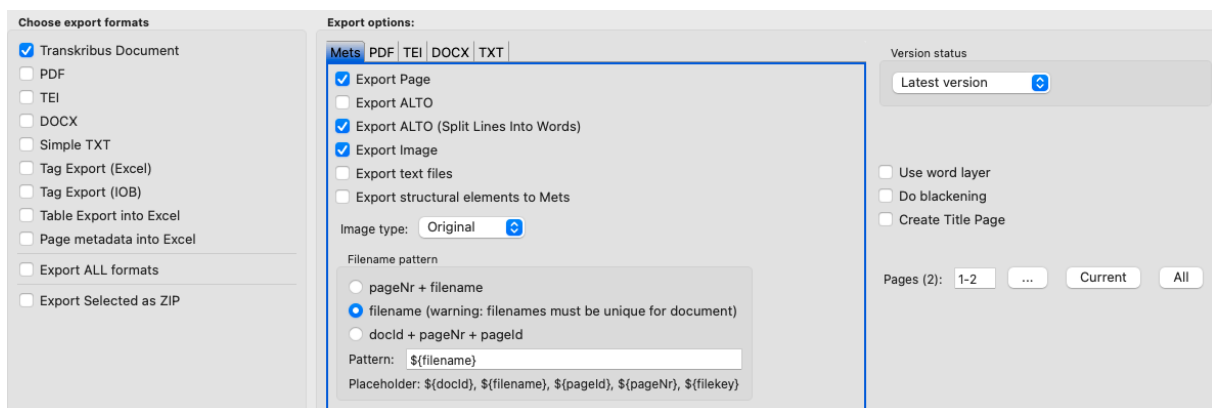 Choose export formats
Transkribus Document
PDF
TEI
DOCX
Simple TXT
Tag Export (Excel)
Tag Export (IOB)
Table Export into Excel
Page metadata into Excel
Export ALL formats
Export Selected as ZIP
Export options:
Mets PDF TEI DOCX TXT
Export Page
Export ALTO
Export ALTO (Split Lines Into Words)
Export Image
Export text files
Export structural elements to Mets
Image type: Original
Filename pattern
pageNr + filename
filename (warning: filenames must be unique for document)
docId + pageNr + pageId
Pattern: ${filename}
Placeholder: ${docId}, ${filename}, ${pageId}, ${pageNr}, ${filekey}
Version status
Latest version
Use word layer
Do blackening
Create Title Page
Pages (2): 1-2 ... Current All